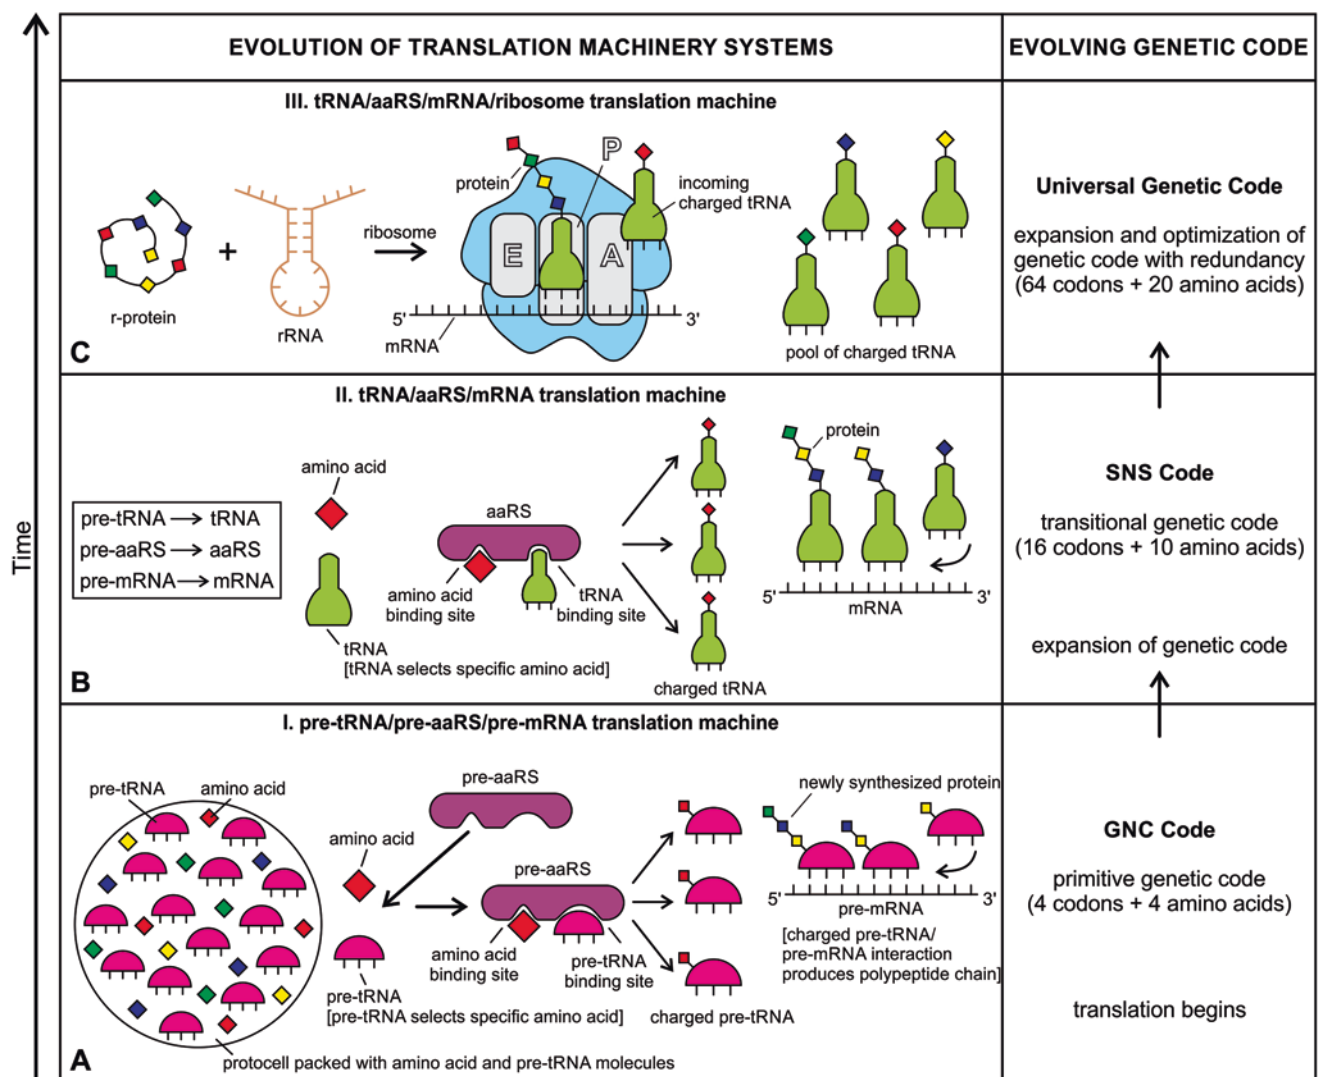 EVOLUTION OF TRANSLATION MACHINERY SYSTEMS
EVOLVING GENETIC CODE
Time
III. tRNA/aaRS/mRNA/ribosome translation machine
r-protein
+
rRNA
ribosome
protein
P
E
A
incoming
charged tRNA
5'
3'
mRNA
pool of charged tRNA
C
Universal Genetic Code
expansion and optimization of
genetic code with redundancy
(64 codons + 20 amino acids)
II. tRNA/aaRS/mRNA translation machine
pre-tRNA → tRNA
pre-aaRS → aaRS
pre-mRNA → mRNA
amino acid
tRNA
[tRNA selects specific amino acid]
aaRS
amino acid
binding site
tRNA
binding site
charged tRNA
protein
5'
3'
mRNA
B
SNS Code
transitional genetic code
(16 codons + 10 amino acids)
expansion of genetic code
I. pre-tRNA/pre-aaRS/pre-mRNA translation machine
pre-tRNA
amino acid
protocell packed with amino acid and pre-tRNA molecules
pre-aaRS
amino acid
pre-tRNA
[pre-tRNA selects specific amino acid]
pre-aaRS
amino acid
binding site
pre-tRNA
binding site
charged pre-tRNA
newly synthesized protein
5'
3'
pre-mRNA
[charged pre-tRNA/
pre-mRNA interaction
produces polypeptide chain]
A
GNC Code
primitive genetic code
(4 codons + 4 amino acids)
translation begins